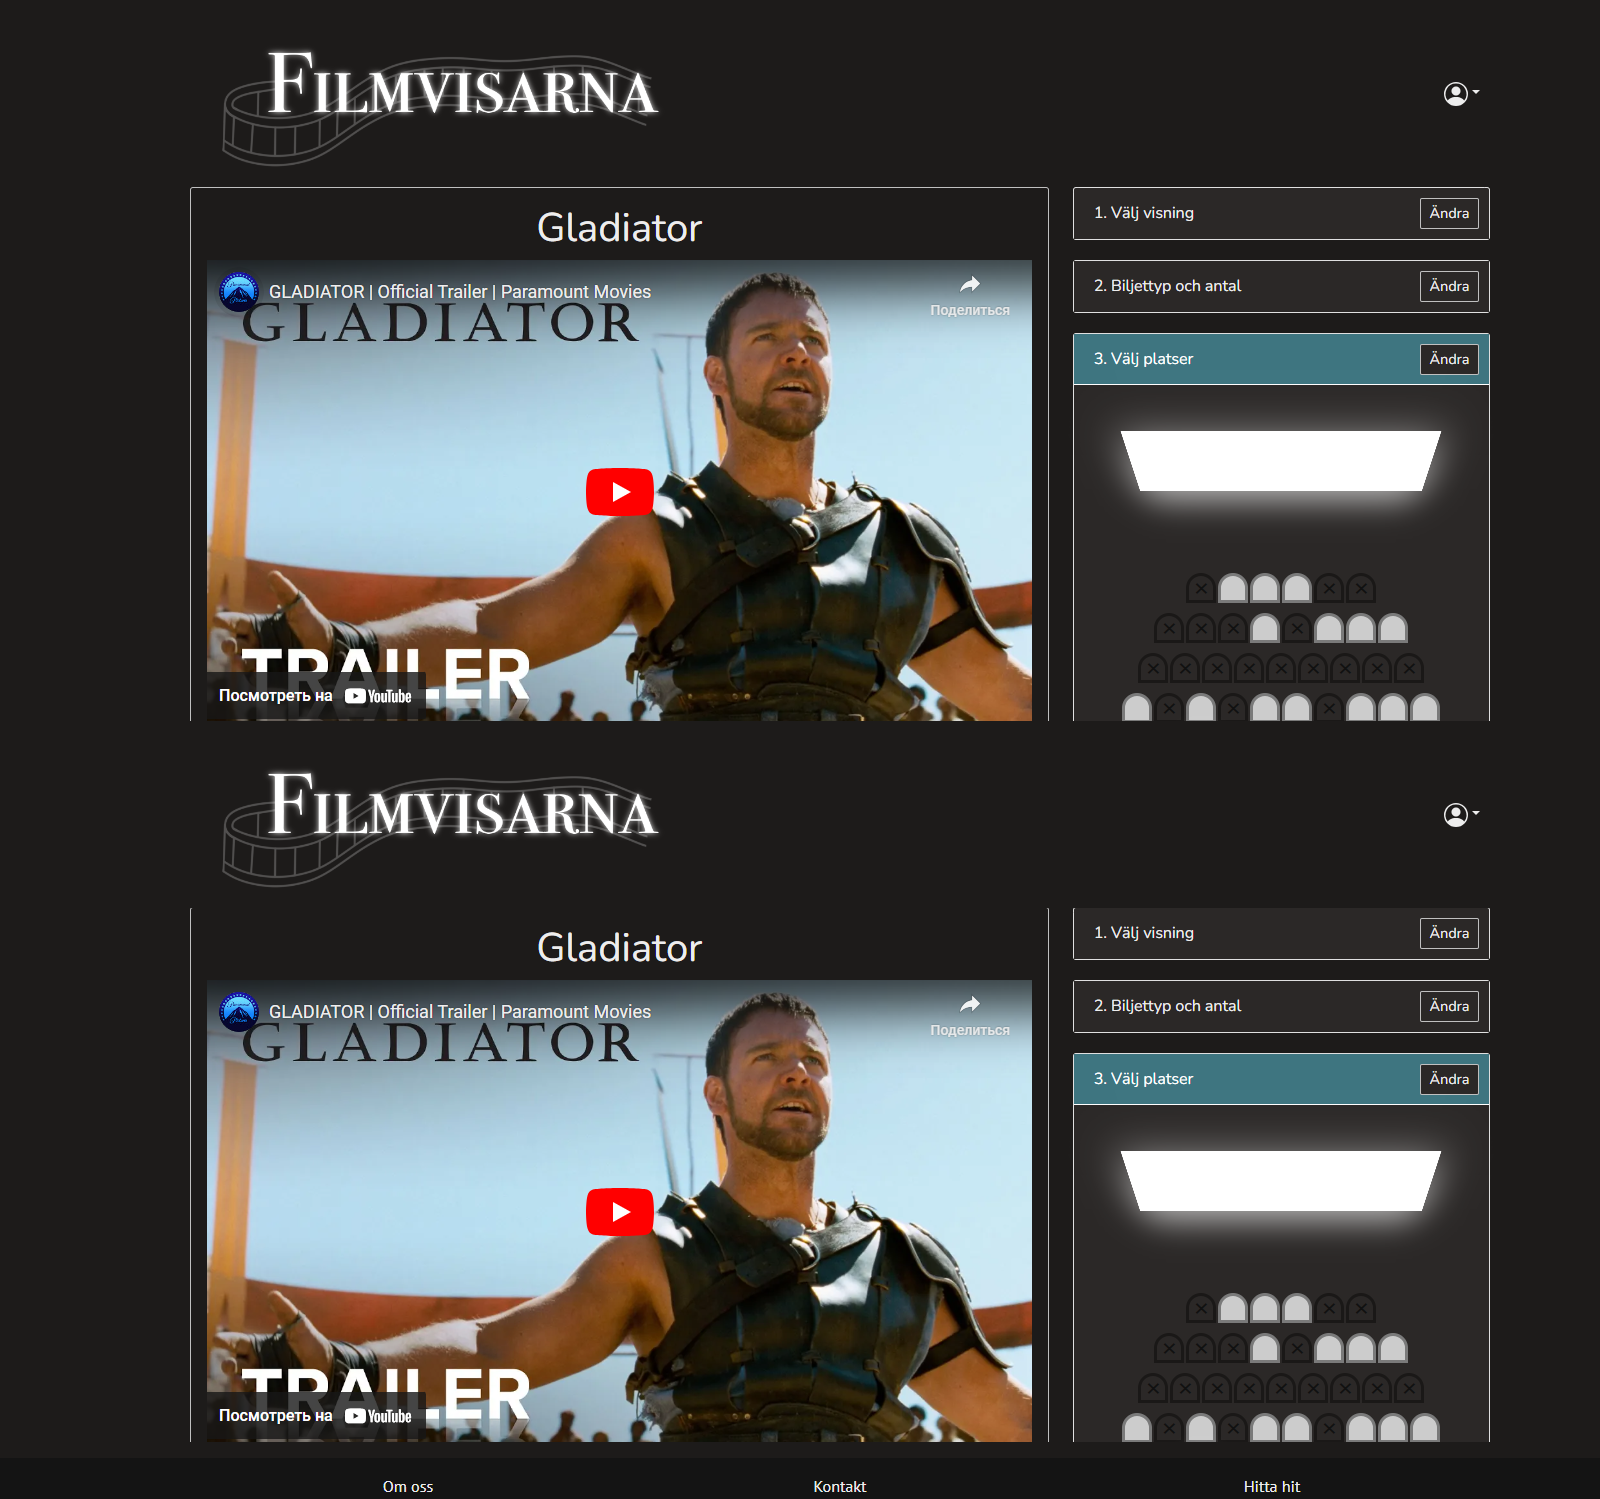 FILMVISARNA
Gladiator
GLADIATOR | Official Trailer | Paramount Movies
Поделиться
GLADIATOR
TRAILER
Посмотреть на YouTube
1. Välj visning
Ändra
2. Biljettyp och antal
Ändra
3. Välj platser
Ändra
FILMVISARNA
Gladiator
GLADIATOR | Official Trailer | Paramount Movies
Поделиться
GLADIATOR
TRAILER
Посмотреть на YouTube
1. Välj visning
Ändra
2. Biljettyp och antal
Ändra
3. Välj platser
Ändra
Om oss
Kontakt
Hitta hit